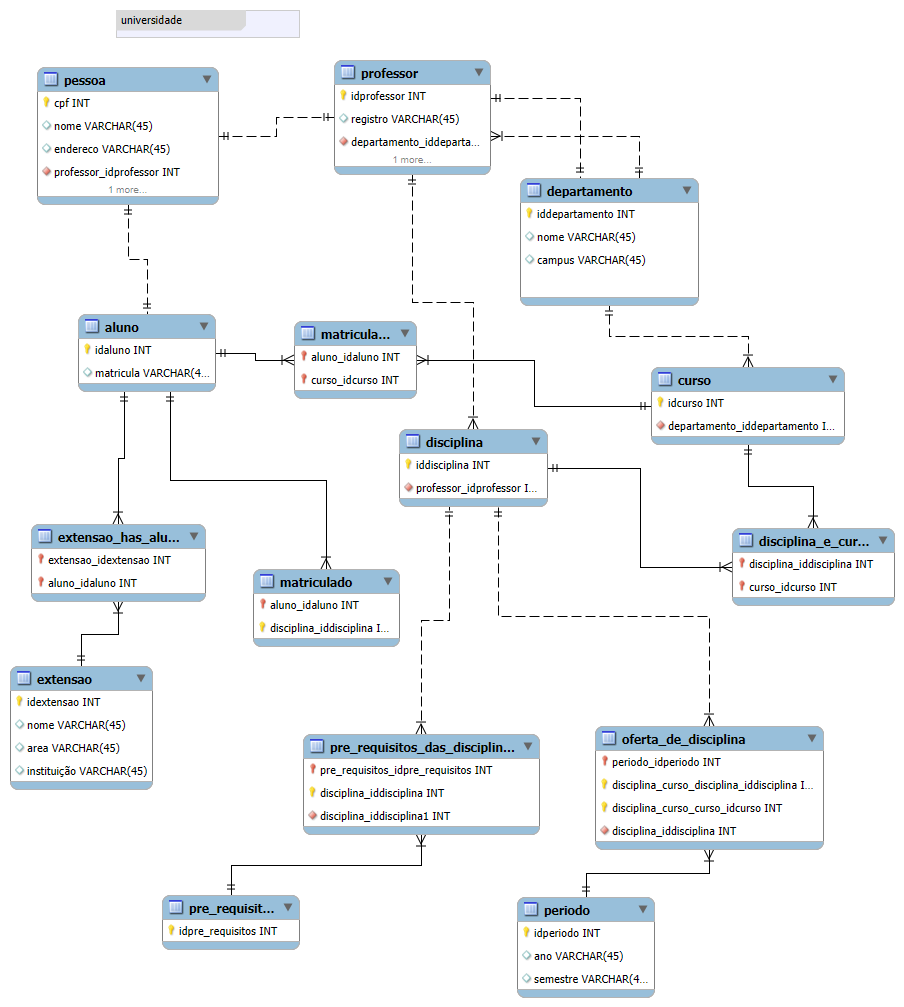 universidade
pessoa
cpf INT
nome VARCHAR(45)
endereco VARCHAR(45)
professor_idprofessor INT
1 more...
professor
idprofessor INT
registro VARCHAR(45)
departamento_iddeparta...
1 more...
departamento
iddepartamento INT
nome VARCHAR(45)
campus VARCHAR(45)
aluno
idaluno INT
matricula VARCHAR(4...
matricula...
aluno_idaluno INT
curso_idcurso INT
curso
idcurso INT
departamento_iddepartamento I...
disciplina
iddisciplina INT
professor_idprofessor I...
extensao_has_alu...
extensao_idextensao INT
aluno_idaluno INT
matriculado
aluno_idaluno INT
disciplina_iddisciplina I...
disciplina_e_cur...
disciplina_iddisciplina INT
curso_idcurso INT
extensao
idextensao INT
nome VARCHAR(45)
area VARCHAR(45)
instituição VARCHAR(45)
pre_requisitos_das_disciplin...
pre_requisitos_idpre_requisitos INT
disciplina_iddisciplina INT
disciplina_iddisciplina1 INT
oferta_de_disciplina
periodo_idperiodo INT
disciplina_curso_disciplina_iddisciplina I...
disciplina_curso_curso_idcurso INT
disciplina_iddisciplina INT
pre_requisit...
idpre_requisitos INT
periodo
idperiodo INT
ano VARCHAR(45)
semestre VARCHAR(4...